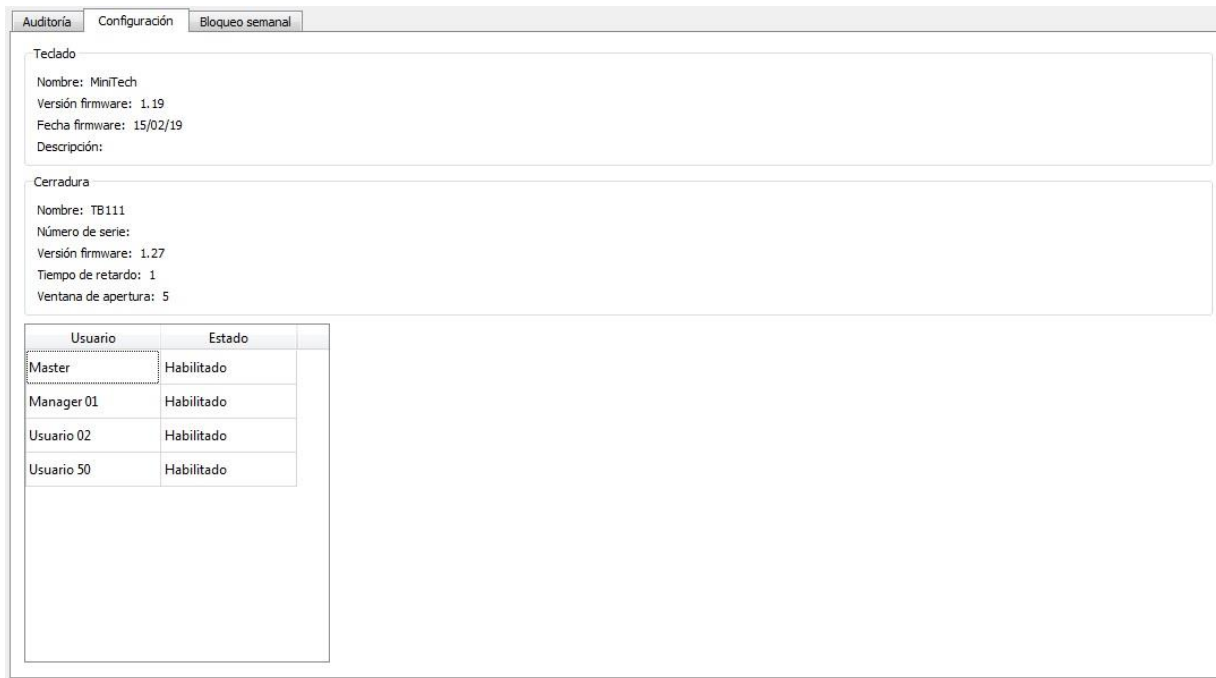 Auditoría Configuración Bloqueo semanal
Teclado
Nombre: MiniTech
Versión firmware: 1.19
Fecha firmware: 15/02/19
Descripción:
Cerradura
Nombre: TB111
Número de serie:
Versión firmware: 1.27
Tiempo de retardo: 1
Ventana de apertura: 5
Usuario Estado
Master Habilitado
Manager 01 Habilitado
Usuario 02 Habilitado
Usuario 50 Habilitado